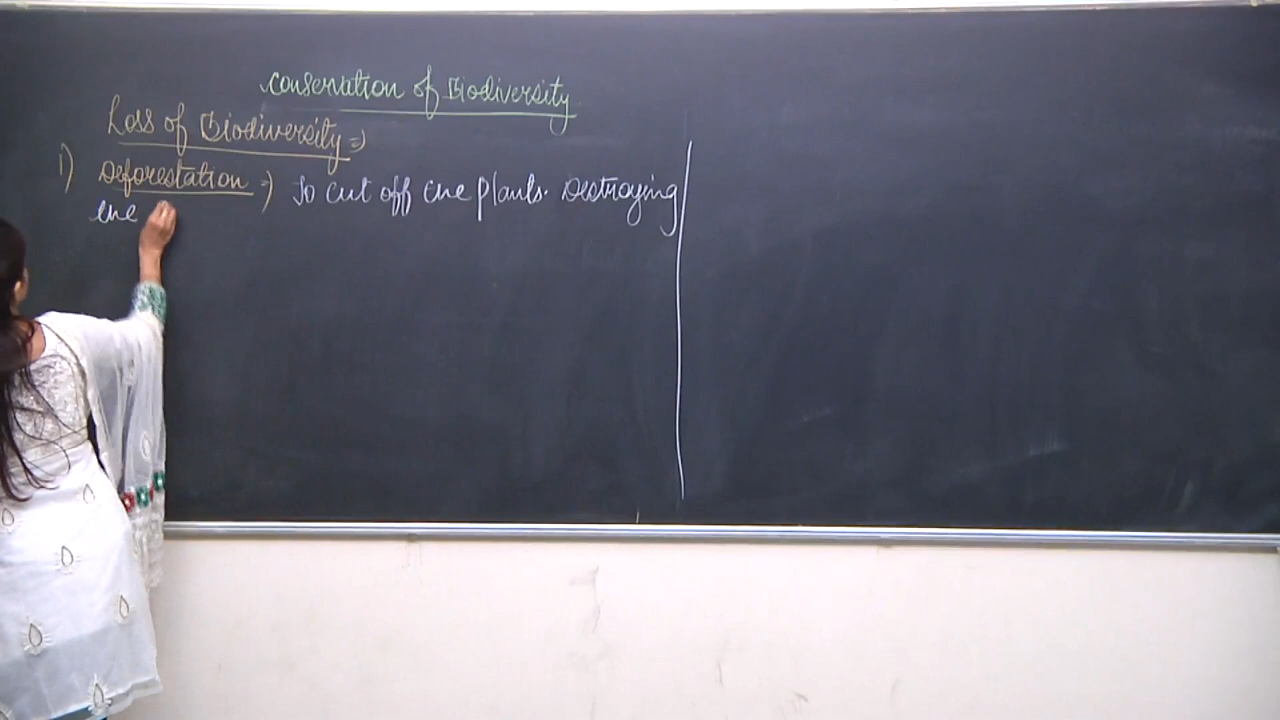 Conservation of Biodiversity
Loss of Biodiversity =>
1) Deforestation => To cut off the plants. Destroying
the